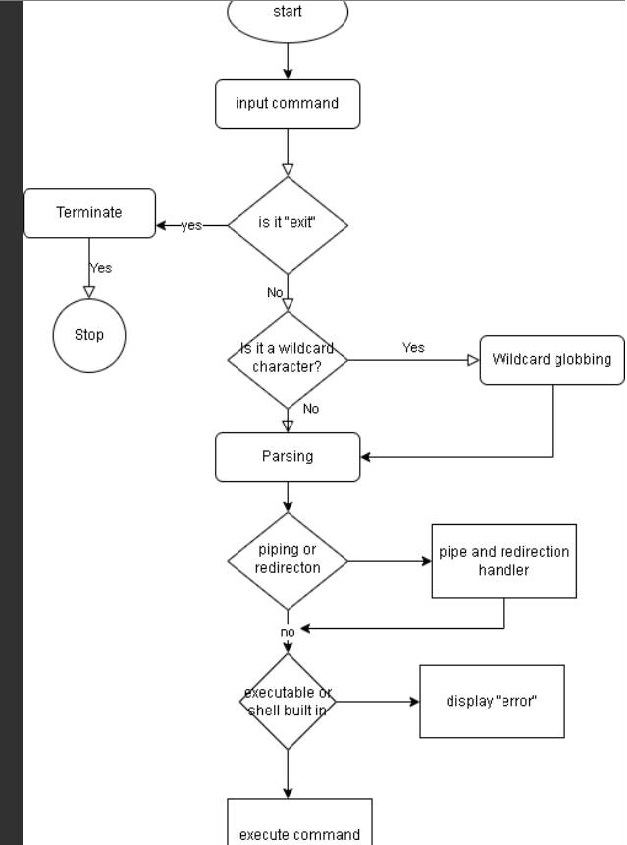 start
input command
is it "exit"
yes
Terminate
Yes
Stop
No
Is it a wildcard
character?
Yes
Wildcard globbing
No
Parsing
piping or
redirecton
pipe and redirection
handler
no
executable or
shell built in
display "error"
execute command